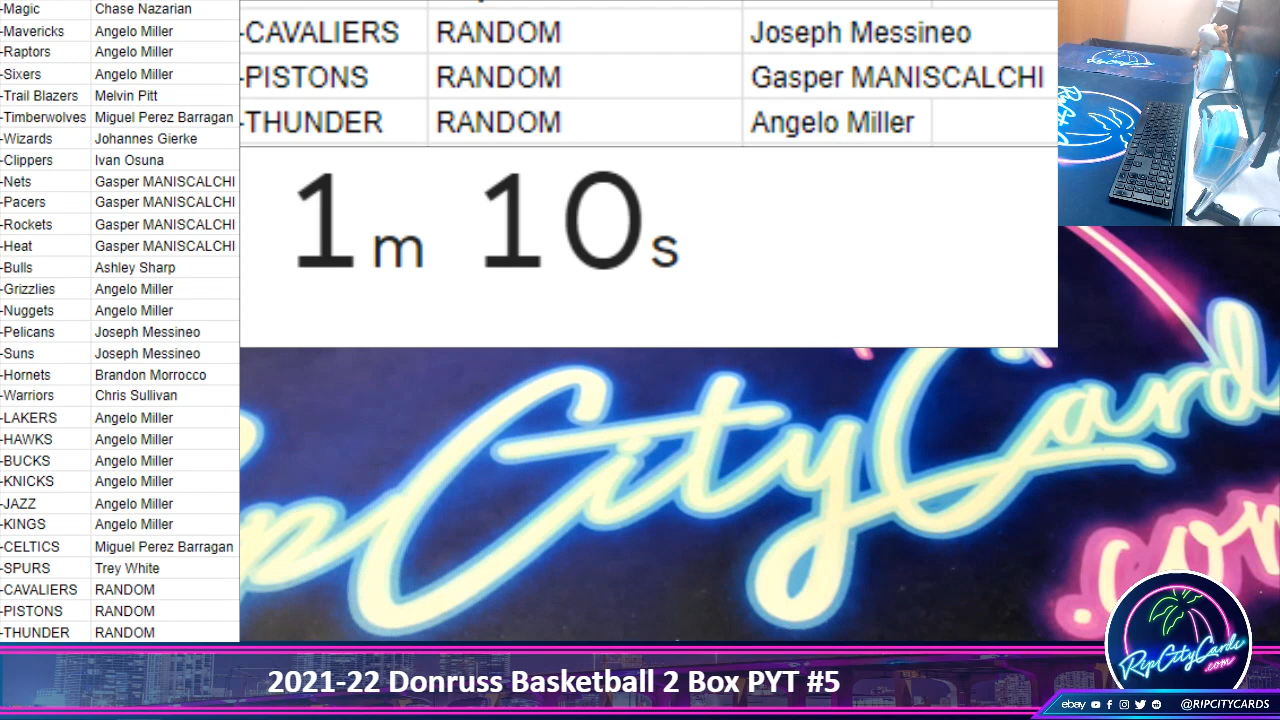 -Magic Chase Nazarian
-Mavericks Angelo Miller
-Raptors Angelo Miller
-Sixers Angelo Miller
-Trail Blazers Melvin Pitt
-Timberwolves Miguel Perez Barragan
-Wizards Johannes Gierke
-Clippers Ivan Osuna
-Nets Gasper MANISCALCHI
-Pacers Gasper MANISCALCHI
-Rockets Gasper MANISCALCHI
-Heat Gasper MANISCALCHI
-Bulls Ashley Sharp
-Grizzlies Angelo Miller
-Nuggets Angelo Miller
-Pelicans Joseph Messineo
-Suns Joseph Messineo
-Hornets Brandon Morrocco
-Warriors Chris Sullivan
-LAKERS Angelo Miller
-HAWKS Angelo Miller
-BUCKS Angelo Miller
-KNICKS Angelo Miller
-JAZZ Angelo Miller
-KINGS Angelo Miller
-CELTICS Miguel Perez Barragan
-SPURS Trey White
-CAVALIERS RANDOM
-PISTONS RANDOM
-THUNDER RANDOM
-CAVALIERS RANDOM Joseph Messineo
-PISTONS RANDOM Gasper MANISCALCHI
-THUNDER RANDOM Angelo Miller
1m 10s
ipCityCard
.com
RipCityCards
.com
2021-22 Donruss Basketball 2 Box PYT #5
ebay @RIPCITYCARDS